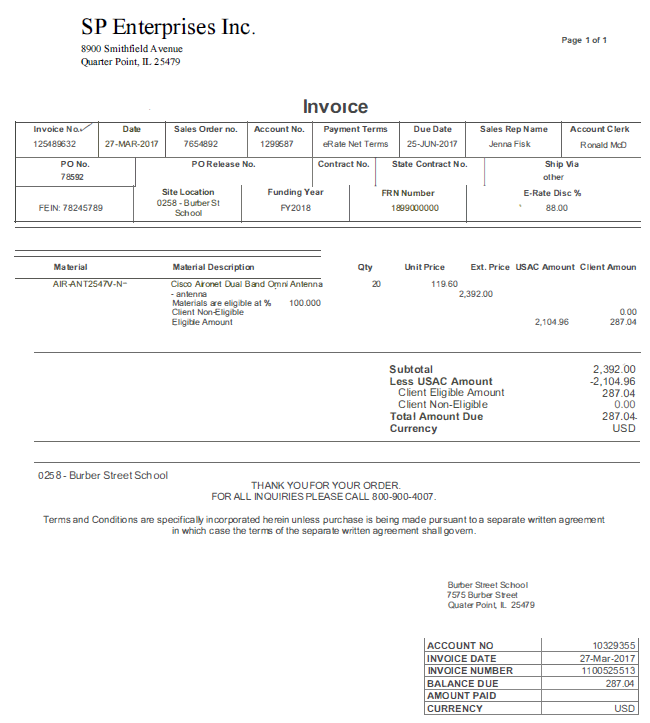 SP Enterprises Inc.
8900 Smithfield Avenue
Quarter Point, IL 25479
Page 1 of 1
Invoice
Invoice No. Date Sales Order no. Account No. Payment Terms Due Date Sales Rep Name Account Clerk
125489632 27-MAR-2017 7654892 1299587 eRate Net Terms 25-JUN-2017 Jenna Fisk Ronald McD
PO No. PO Release No. Contract No. State Contract No. Ship Via
78592 other
Site Location Funding Year FRN Number E-Rate Disc %
FEIN: 78245789 0258 - Burber St School FY2018 1899000000 88.00
Material Material Description Qty Unit Price Ext. Price USAC Amount Client Amoun
AIR-ANT2547V-N- Cisco Aironet Dual Band Omni Antenna 20 119.60
- antenna 2,392.00
Materials are eligible at % 100.000
Client Non-Eligible 0.00
Eligible Amount 2,104.96 287.04
Subtotal 2,392.00
Less USAC Amount -2,104.96
Client Eligible Amount 287.04
Client Non-Eligible 0.00
Total Amount Due 287.04
Currency USD
0258 - Burber Street School
THANK YOU FOR YOUR ORDER.
FOR ALL INQUIRIES PLEASE CALL 800-900-4007.
Terms and Conditions are specifically incorporated herein unless purchase is being made pursuant to a separate written agreement
in which case the terms of the separate written agreement shall govern.
Burber Street School
7575 Burber Street
Quater Point, IL 25479
ACCOUNT NO 10329355
INVOICE DATE 27-Mar-2017
INVOICE NUMBER 1100525513
BALANCE DUE 287.04
AMOUNT PAID
CURRENCY USD